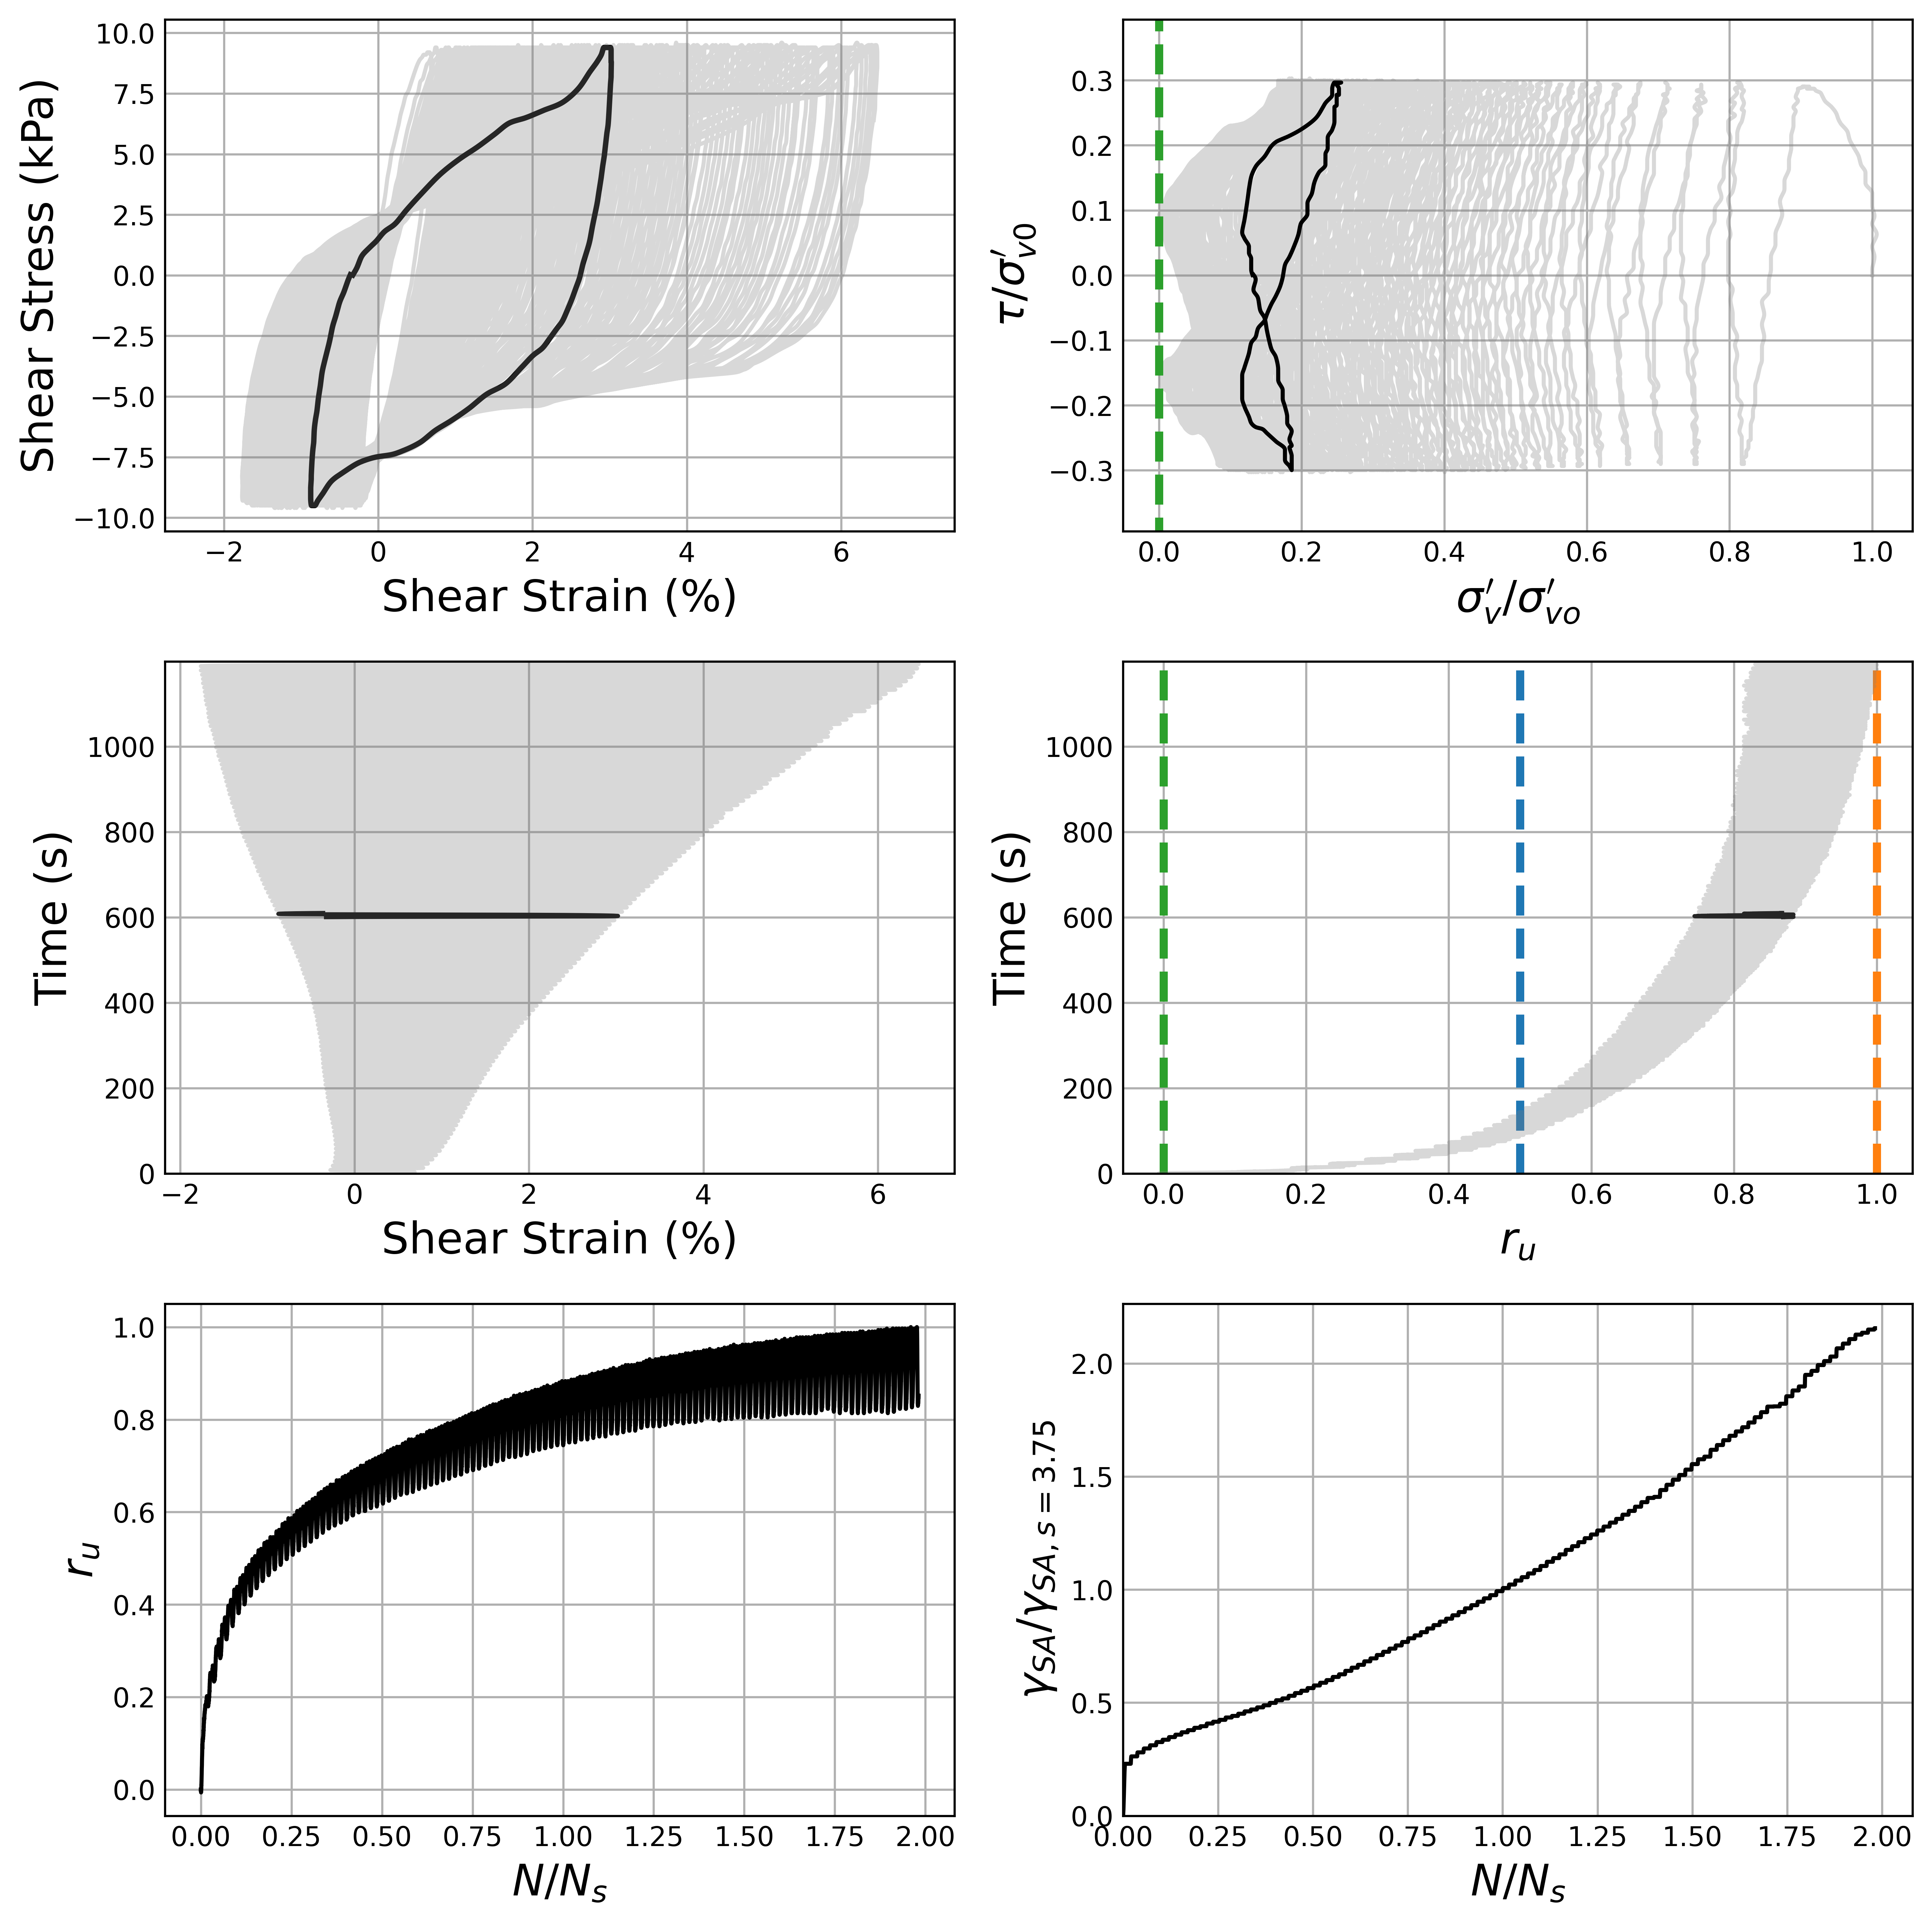 10.0
7.5
5.0
2.5
0.0
−2.5
−5.0
−7.5
−10.0
Shear Stress (kPa)
−2 0 2 4 6
Shear Strain (%)
0.3
0.2
0.1
0.0
−0.1
−0.2
−0.3
τ/σ′v0
0.0 0.2 0.4 0.6 0.8 1.0
σ′v/σ′vo
1000
800
600
400
200
0
Time (s)
−2 0 2 4 6
Shear Strain (%)
1000
800
600
400
200
0
Time (s)
0.0 0.2 0.4 0.6 0.8 1.0
ru
1.0
0.8
0.6
0.4
0.2
0.0
ru
0.00 0.25 0.50 0.75 1.00 1.25 1.50 1.75 2.00
N/Ns
2.0
1.5
1.0
0.5
0.0
γSA/γSA, s = 3.75
0.00 0.25 0.50 0.75 1.00 1.25 1.50 1.75 2.00
N/Ns